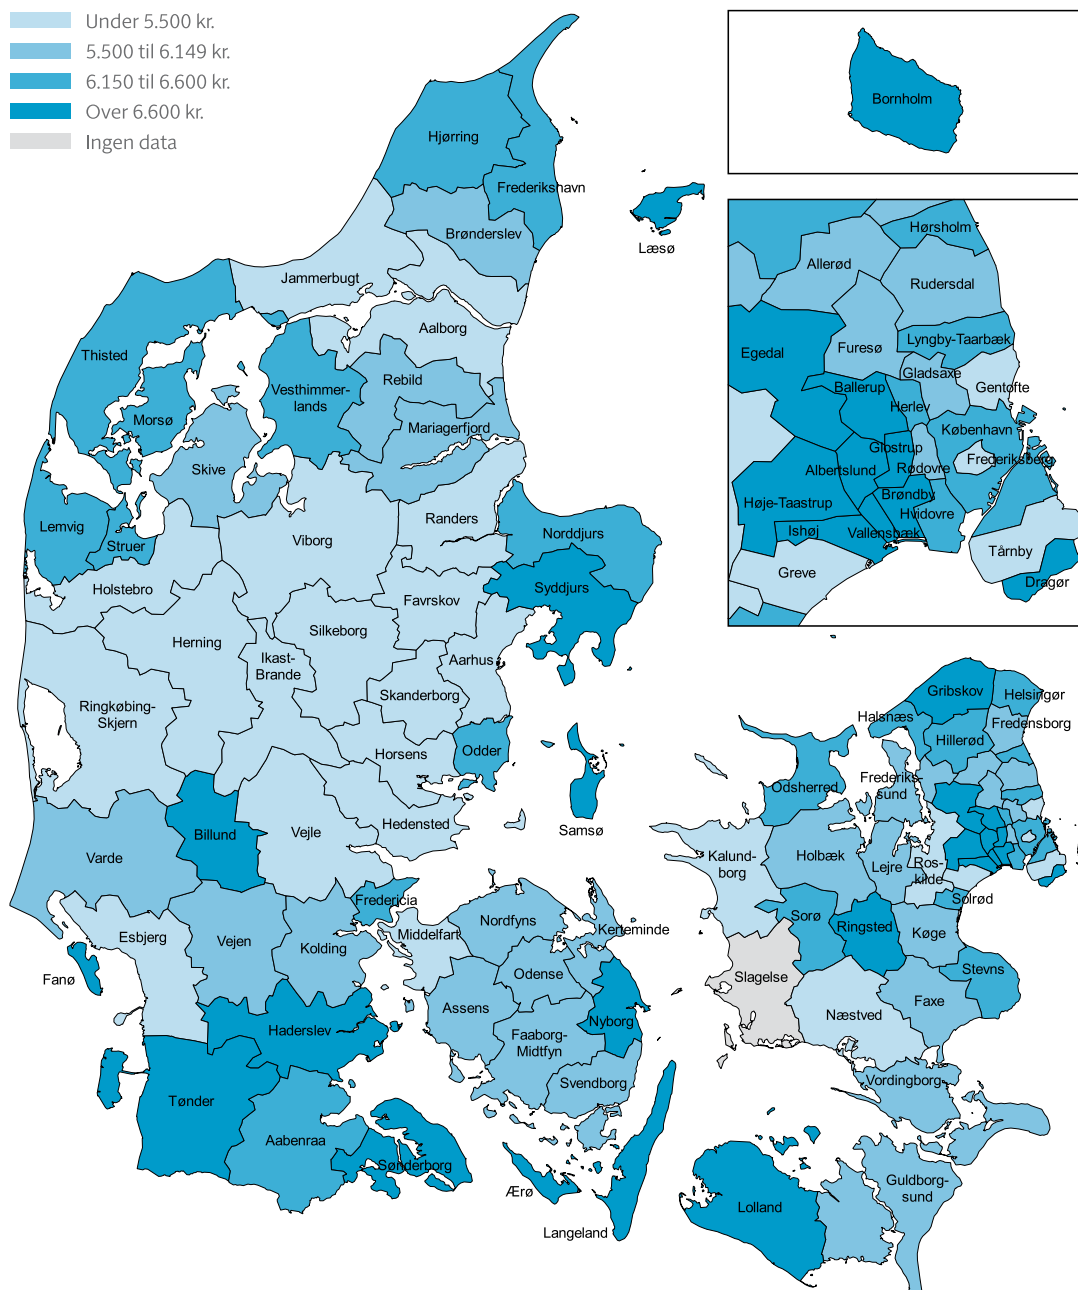 Under 5.500 kr.
5.500 til 6.149 kr.
6.150 til 6.600 kr.
Over 6.600 kr.
Ingen data
Bornholm
Hjørring
Frederikshavn
Brønderslev
Læsø
Jammerbugt
Aalborg
Thisted
Vesthimmer-
lands
Rebild
Morsø
Mariagerfjord
Skive
Lemvig
Struer
Viborg
Randers
Norddjurs
Holstebro
Syddjurs
Favrskov
Herning
Silkeborg
Ikast-
Brande
Aarhus
Skanderborg
Ringkøbing-
Skjern
Horsens
Odder
Hedensted
Samsø
Billund
Vejle
Varde
Fredericia
Esbjerg
Vejen
Kolding
Middelfart
Nordfyns
Kerteminde
Fanø
Odense
Assens
Nyborg
Haderslev
Faaborg-
Midtfyn
Svendborg
Tønder
Aabenraa
Sønderborg
Ærø
Langeland
Hørsholm
Allerød
Rudersdal
Egedal
Furesø
Lyngby-Taarbæk
Gladsaxe
Gentofte
Ballerup
Herlev
København
Glostrup
Frederiksberg
Albertslund
Rødovre
Høje-Taastrup
Brøndby
Hvidovre
Ishøj
Vallensbæk
Tårnby
Greve
Dragør
Gribskov
Helsingør
Halsnæs
Fredensborg
Hillerød
Odsherred
Frederiks-
sund
Kalund-
borg
Holbæk
Lejre
Ros-
kilde
Solrød
Sorø
Ringsted
Køge
Slagelse
Stevns
Faxe
Næstved
Vordingborg
Guldborg-
sund
Lolland